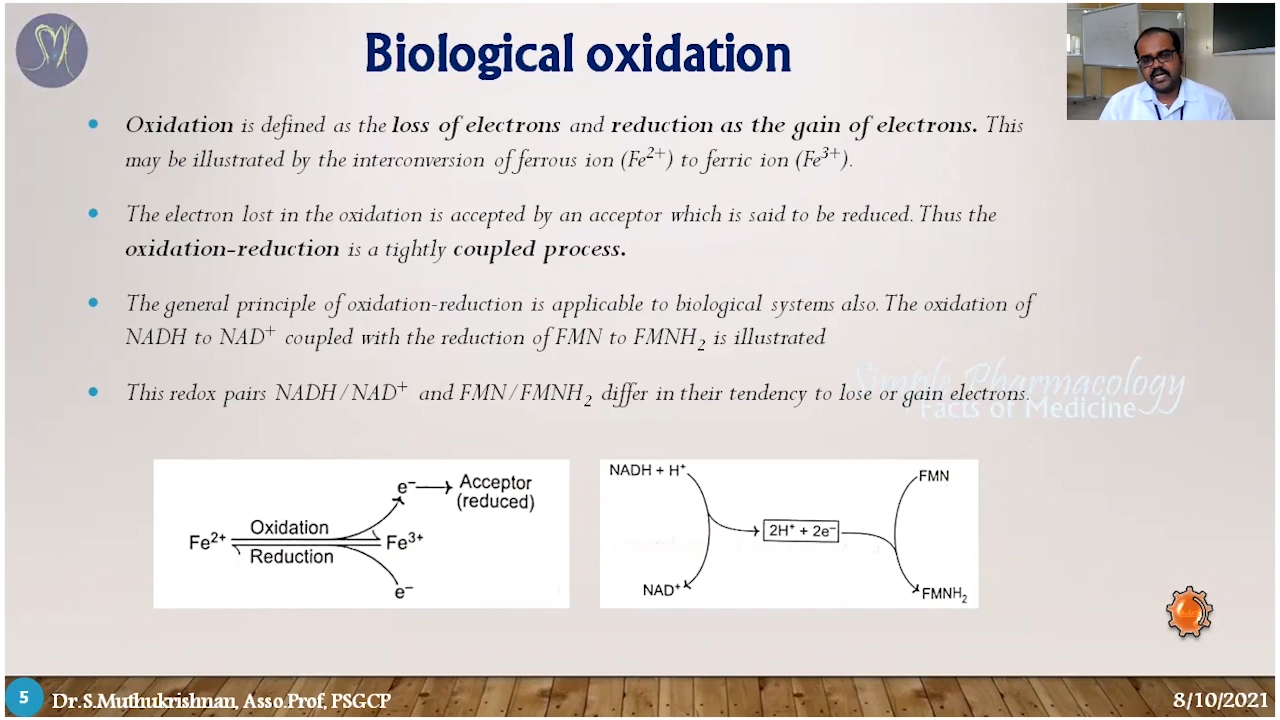 Biological oxidation
Oxidation is defined as the loss of electrons and reduction as the gain of electrons. This
may be illustrated by the interconversion of ferrous ion (Fe²⁺) to ferric ion (Fe³⁺).
The electron lost in the oxidation is accepted by an acceptor which is said to be reduced. Thus the
oxidation-reduction is a tightly coupled process.
The general principle of oxidation-reduction is applicable to biological systems also. The oxidation of
NADH to NAD⁺ coupled with the reduction of FMN to FMNH₂ is illustrated
This redox pairs NADH/NAD⁺ and FMN/FMNH₂ differ in their tendency to lose or gain electrons.
Simple Pharmacology
Facts of Medicine
e⁻ Acceptor
(reduced)
Fe²⁺ Oxidation Fe³⁺
Reduction
e⁻
NADH + H⁺
FMN
2H⁺ + 2e⁻
NAD⁺
FMNH₂
5 Dr.S.Muthukrishnan, Asso.Prof, PSGCP
8/10/2021